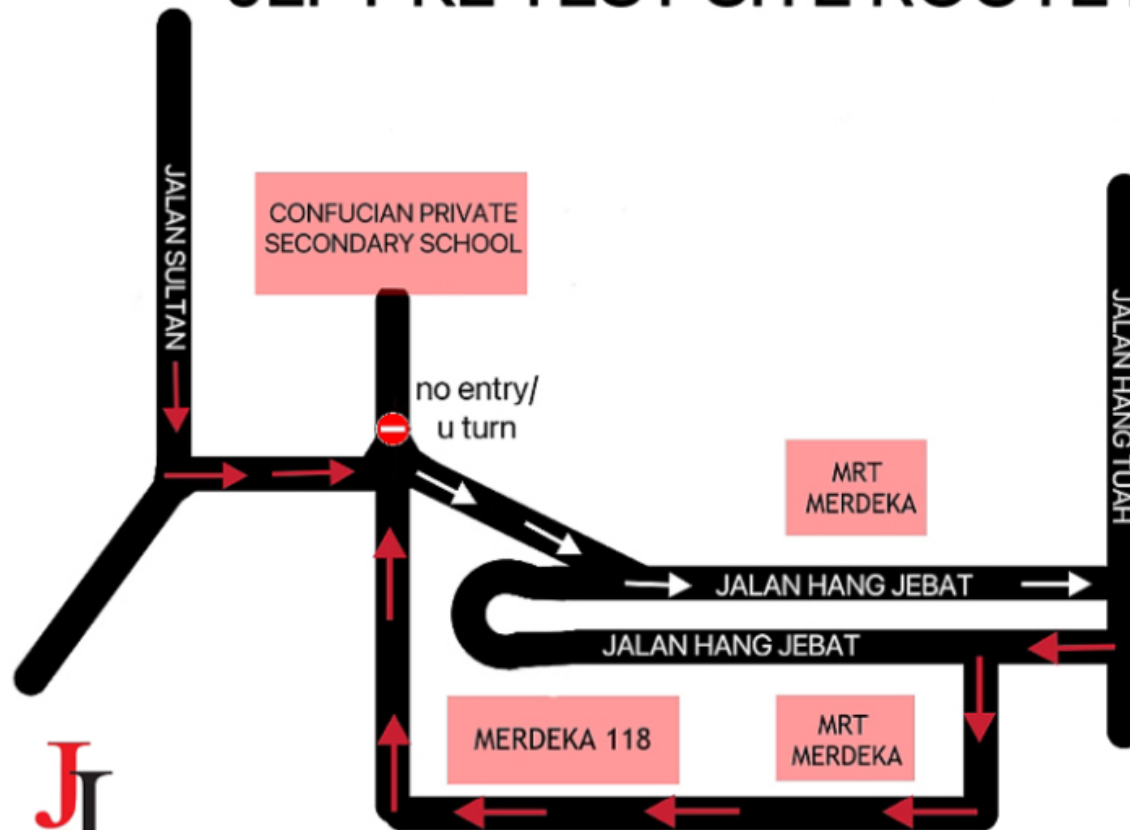 JALAN SULTAN
CONFUCIAN PRIVATE
SECONDARY SCHOOL
no entry/
u turn
MRT
MERDEKA
JALAN HANG TUAH
JALAN HANG JEBAT
JALAN HANG JEBAT
MERDEKA 118
MRT
MERDEKA